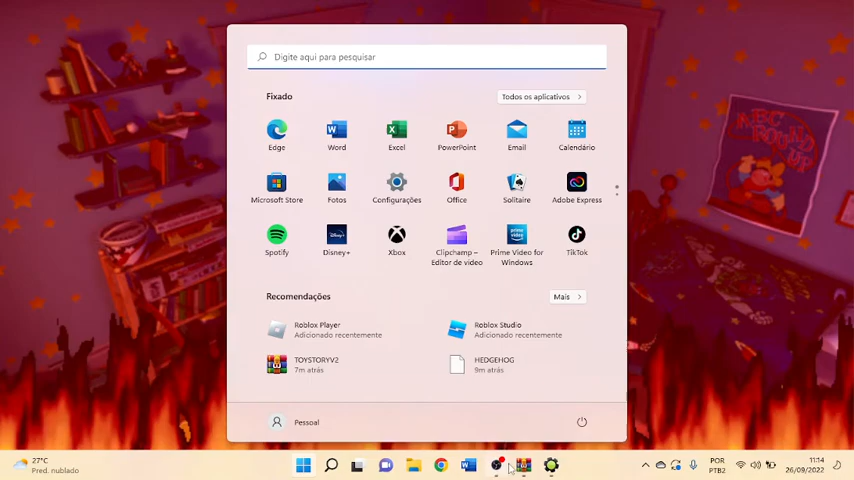 Digite aqui para pesquisar
Fixado
Todos os aplicativos
Edge
Word
Excel
PowerPoint
Email
Calendário
Microsoft Store
Fotos
Configurações
Office
Solitaire
Adobe Express
Spotify
Disney+
Xbox
Clipchamp –
Editor de vídeo
Prime Video for
Windows
TikTok
Recomendações
Mais
Roblox Player
Adicionado recentemente
Roblox Studio
Adicionado recentemente
TOYSTORYV2
7m atrás
HEDGEHOG
9m atrás
Pessoal
ABC
ROUND
UP
27°C
Pred. nublado
POR
PTB2
11:14
26/09/2022